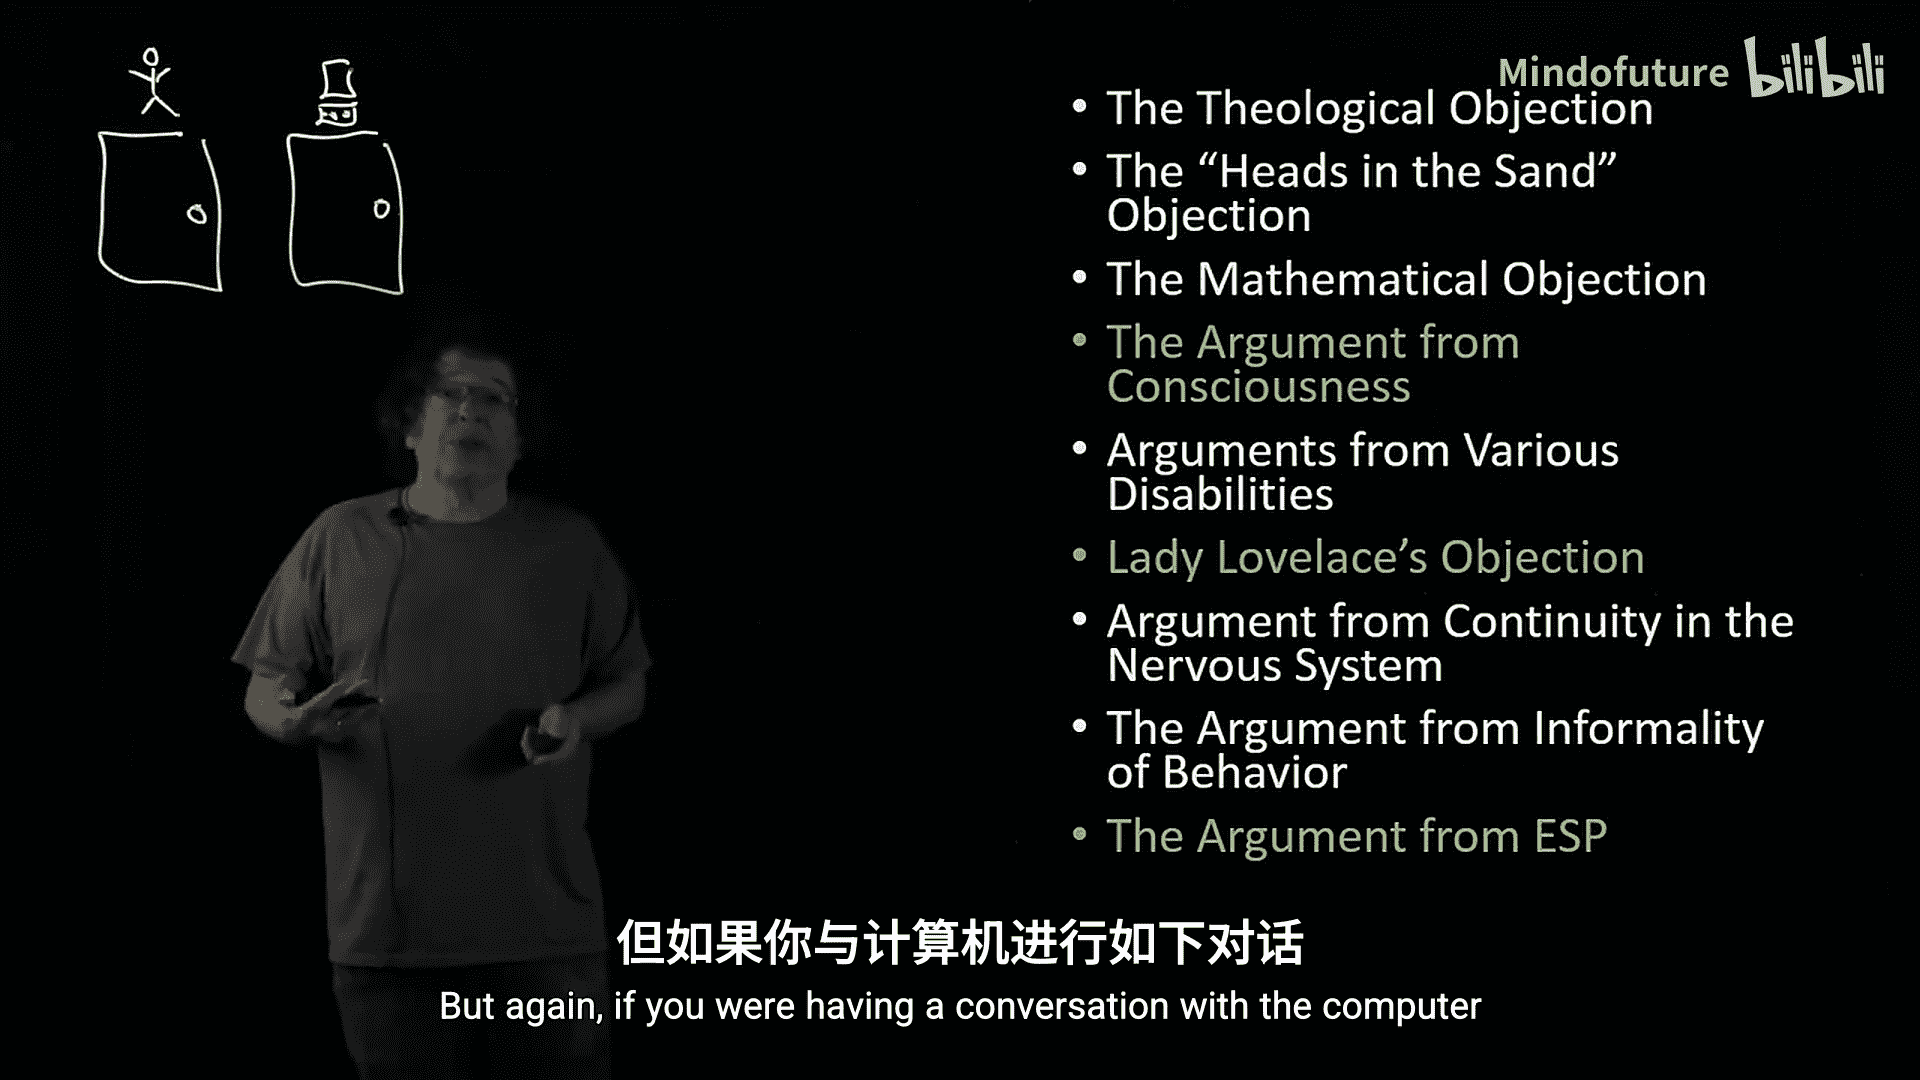 Mindofuture bilibili
• The Theological Objection
• The “Heads in the Sand”
Objection
• The Mathematical Objection
• The Argument from
Consciousness
• Arguments from Various
Disabilities
• Lady Lovelace’s Objection
• Argument from Continuity in the
Nervous System
• The Argument from Informality
of Behavior
• The Argument from ESP
但如果你与计算机进行如下对话
But again, if you were having a conversation with the computer